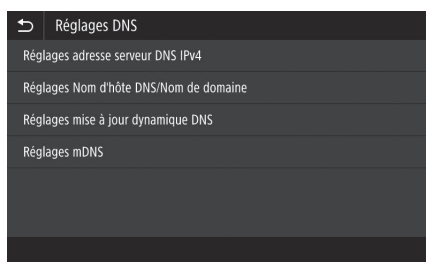 Réglages DNS
Réglages adresse serveur DNS IPv4
Réglages Nom d'hôte DNS/Nom de domaine
Réglages mise à jour dynamique DNS
Réglages mDNS